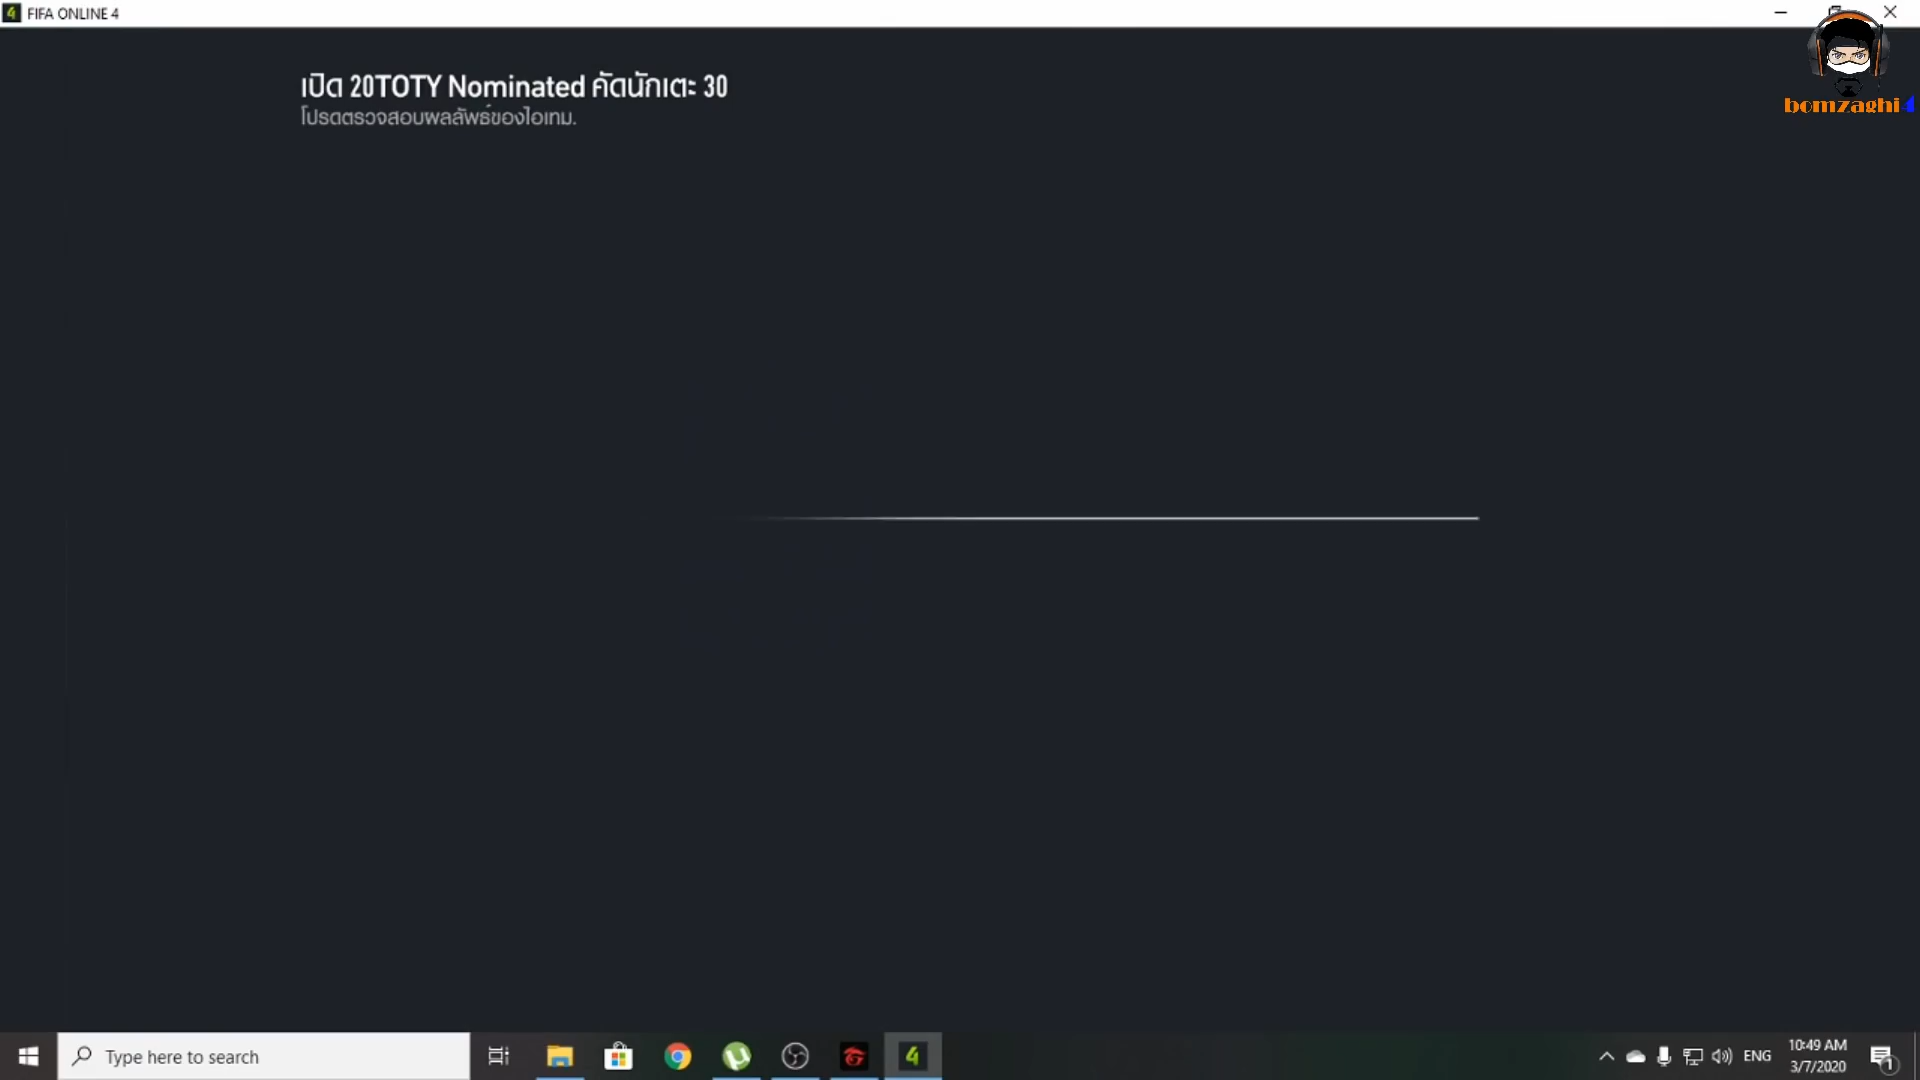 FIFA ONLINE 4
เปิด 20TOTY Nominated คัดนักเตะ 30
โปรดตรวจสอบผลลัพธ์ของไอเทม.
bomzaghi4
Type here to search
ENG
10:49 AM
3/7/2020
1